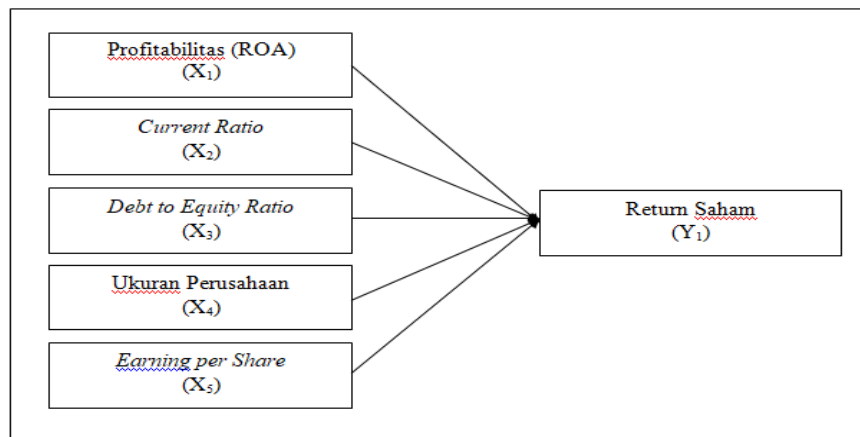 Profitabilitas (ROA)
(X₁)
Current Ratio
(X₂)
Debt to Equity Ratio
(X₃)
Ukuran Perusahaan
(X₄)
Earning per Share
(X₅)
Return Saham
(Y₁)